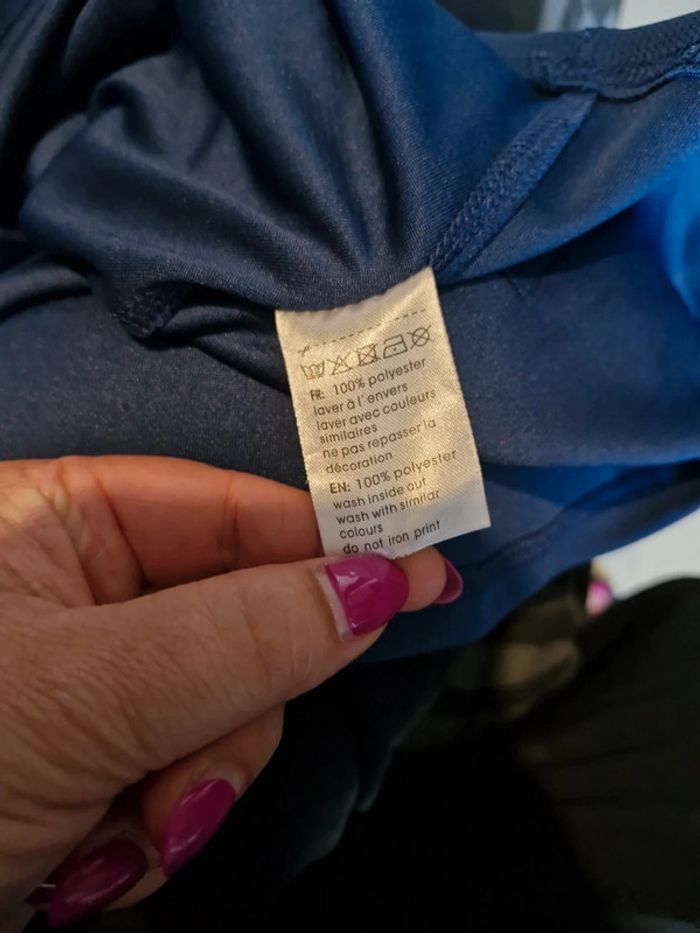 FR: 100% polyester
laver à l' envers
laver avec couleurs
similaires
ne pas repasser la
décoration
EN: 100% polyester
wash inside out
wash with similar
colours
do not iron print